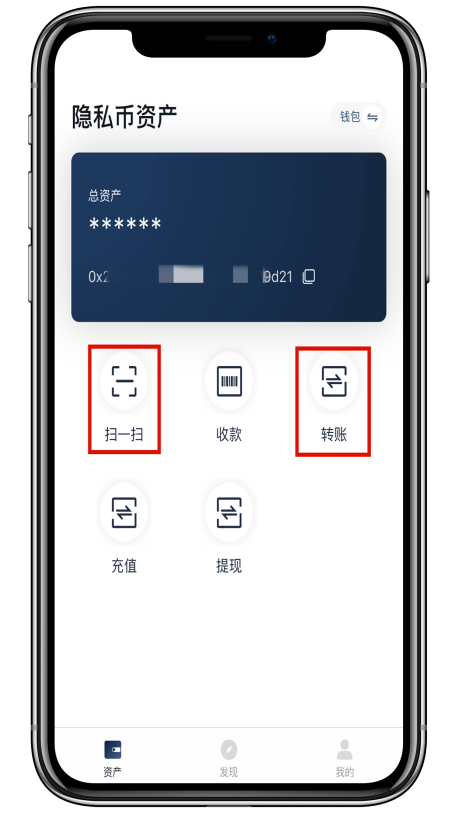 隐私币资产
钱包
总资产
******
0x2 9d21
扫一扫 收款 转账
充值 提现
资产 发现 我的